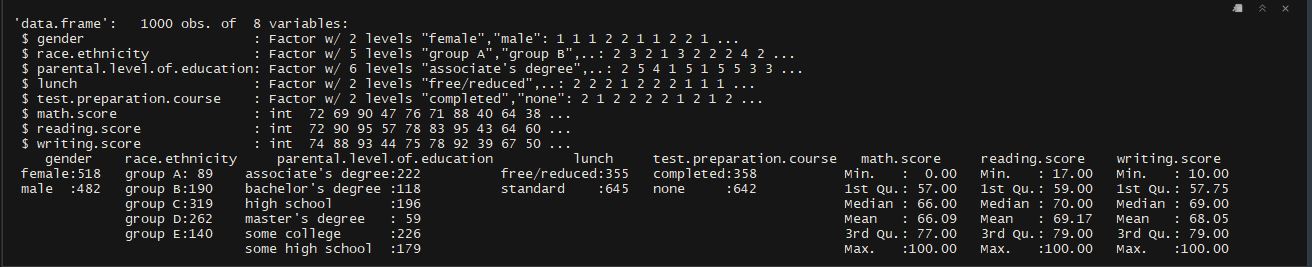 'data.frame':   1000 obs. of  8 variables:
 $ gender                     : Factor w/ 2 levels "female","male": 1 1 1 2 2 1 1 2 2 1 ...
 $ race.ethnicity             : Factor w/ 5 levels "group A","group B",..: 2 3 2 1 3 2 2 2 4 2 ...
 $ parental.level.of.education: Factor w/ 6 levels "associate's degree",..: 2 5 4 1 5 1 5 5 3 3 ...
 $ lunch                      : Factor w/ 2 levels "free/reduced",..: 2 2 2 1 2 2 2 1 1 1 ...
 $ test.preparation.course    : Factor w/ 2 levels "completed","none": 2 1 2 2 2 2 1 2 1 2 ...
 $ math.score                 : int  72 69 90 47 76 71 88 40 64 38 ...
 $ reading.score              : int  72 90 95 57 78 83 95 43 64 60 ...
 $ writing.score              : int  74 88 93 44 75 78 92 39 67 50 ...
    gender    race.ethnicity     parental.level.of.education          lunch    test.preparation.course   math.score     reading.score    writing.score
 female:518   group A: 89    associate's degree:222          free/reduced:355   completed:358           Min.   :  0.00   Min.   : 17.00   Min.   : 10.00
 male  :482   group B:190    bachelor's degree :118          standard    :645   none     :642           1st Qu.: 57.00   1st Qu.: 59.00   1st Qu.: 57.75
              group C:319    high school       :196                                                     Median : 66.00   Median : 70.00   Median : 69.00
              group D:262    master's degree   : 59                                                     Mean   : 66.09   Mean   : 69.17   Mean   : 68.05
              group E:140    some college      :226                                                     3rd Qu.: 77.00   3rd Qu.: 79.00   3rd Qu.: 79.00
                             some high school  :179                                                     Max.   :100.00   Max.   :100.00   Max.   :100.00